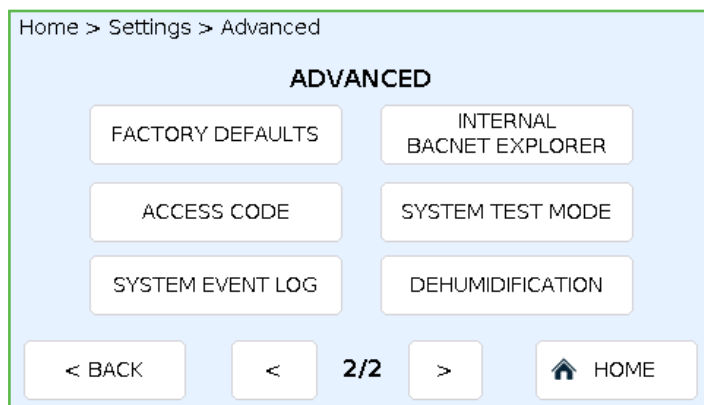 Home > Settings > Advanced
ADVANCED
FACTORY DEFAULTS
INTERNAL
BACNET EXPLORER
ACCESS CODE
SYSTEM TEST MODE
SYSTEM EVENT LOG
DEHUMIDIFICATION
< BACK
<
2/2
>
HOME